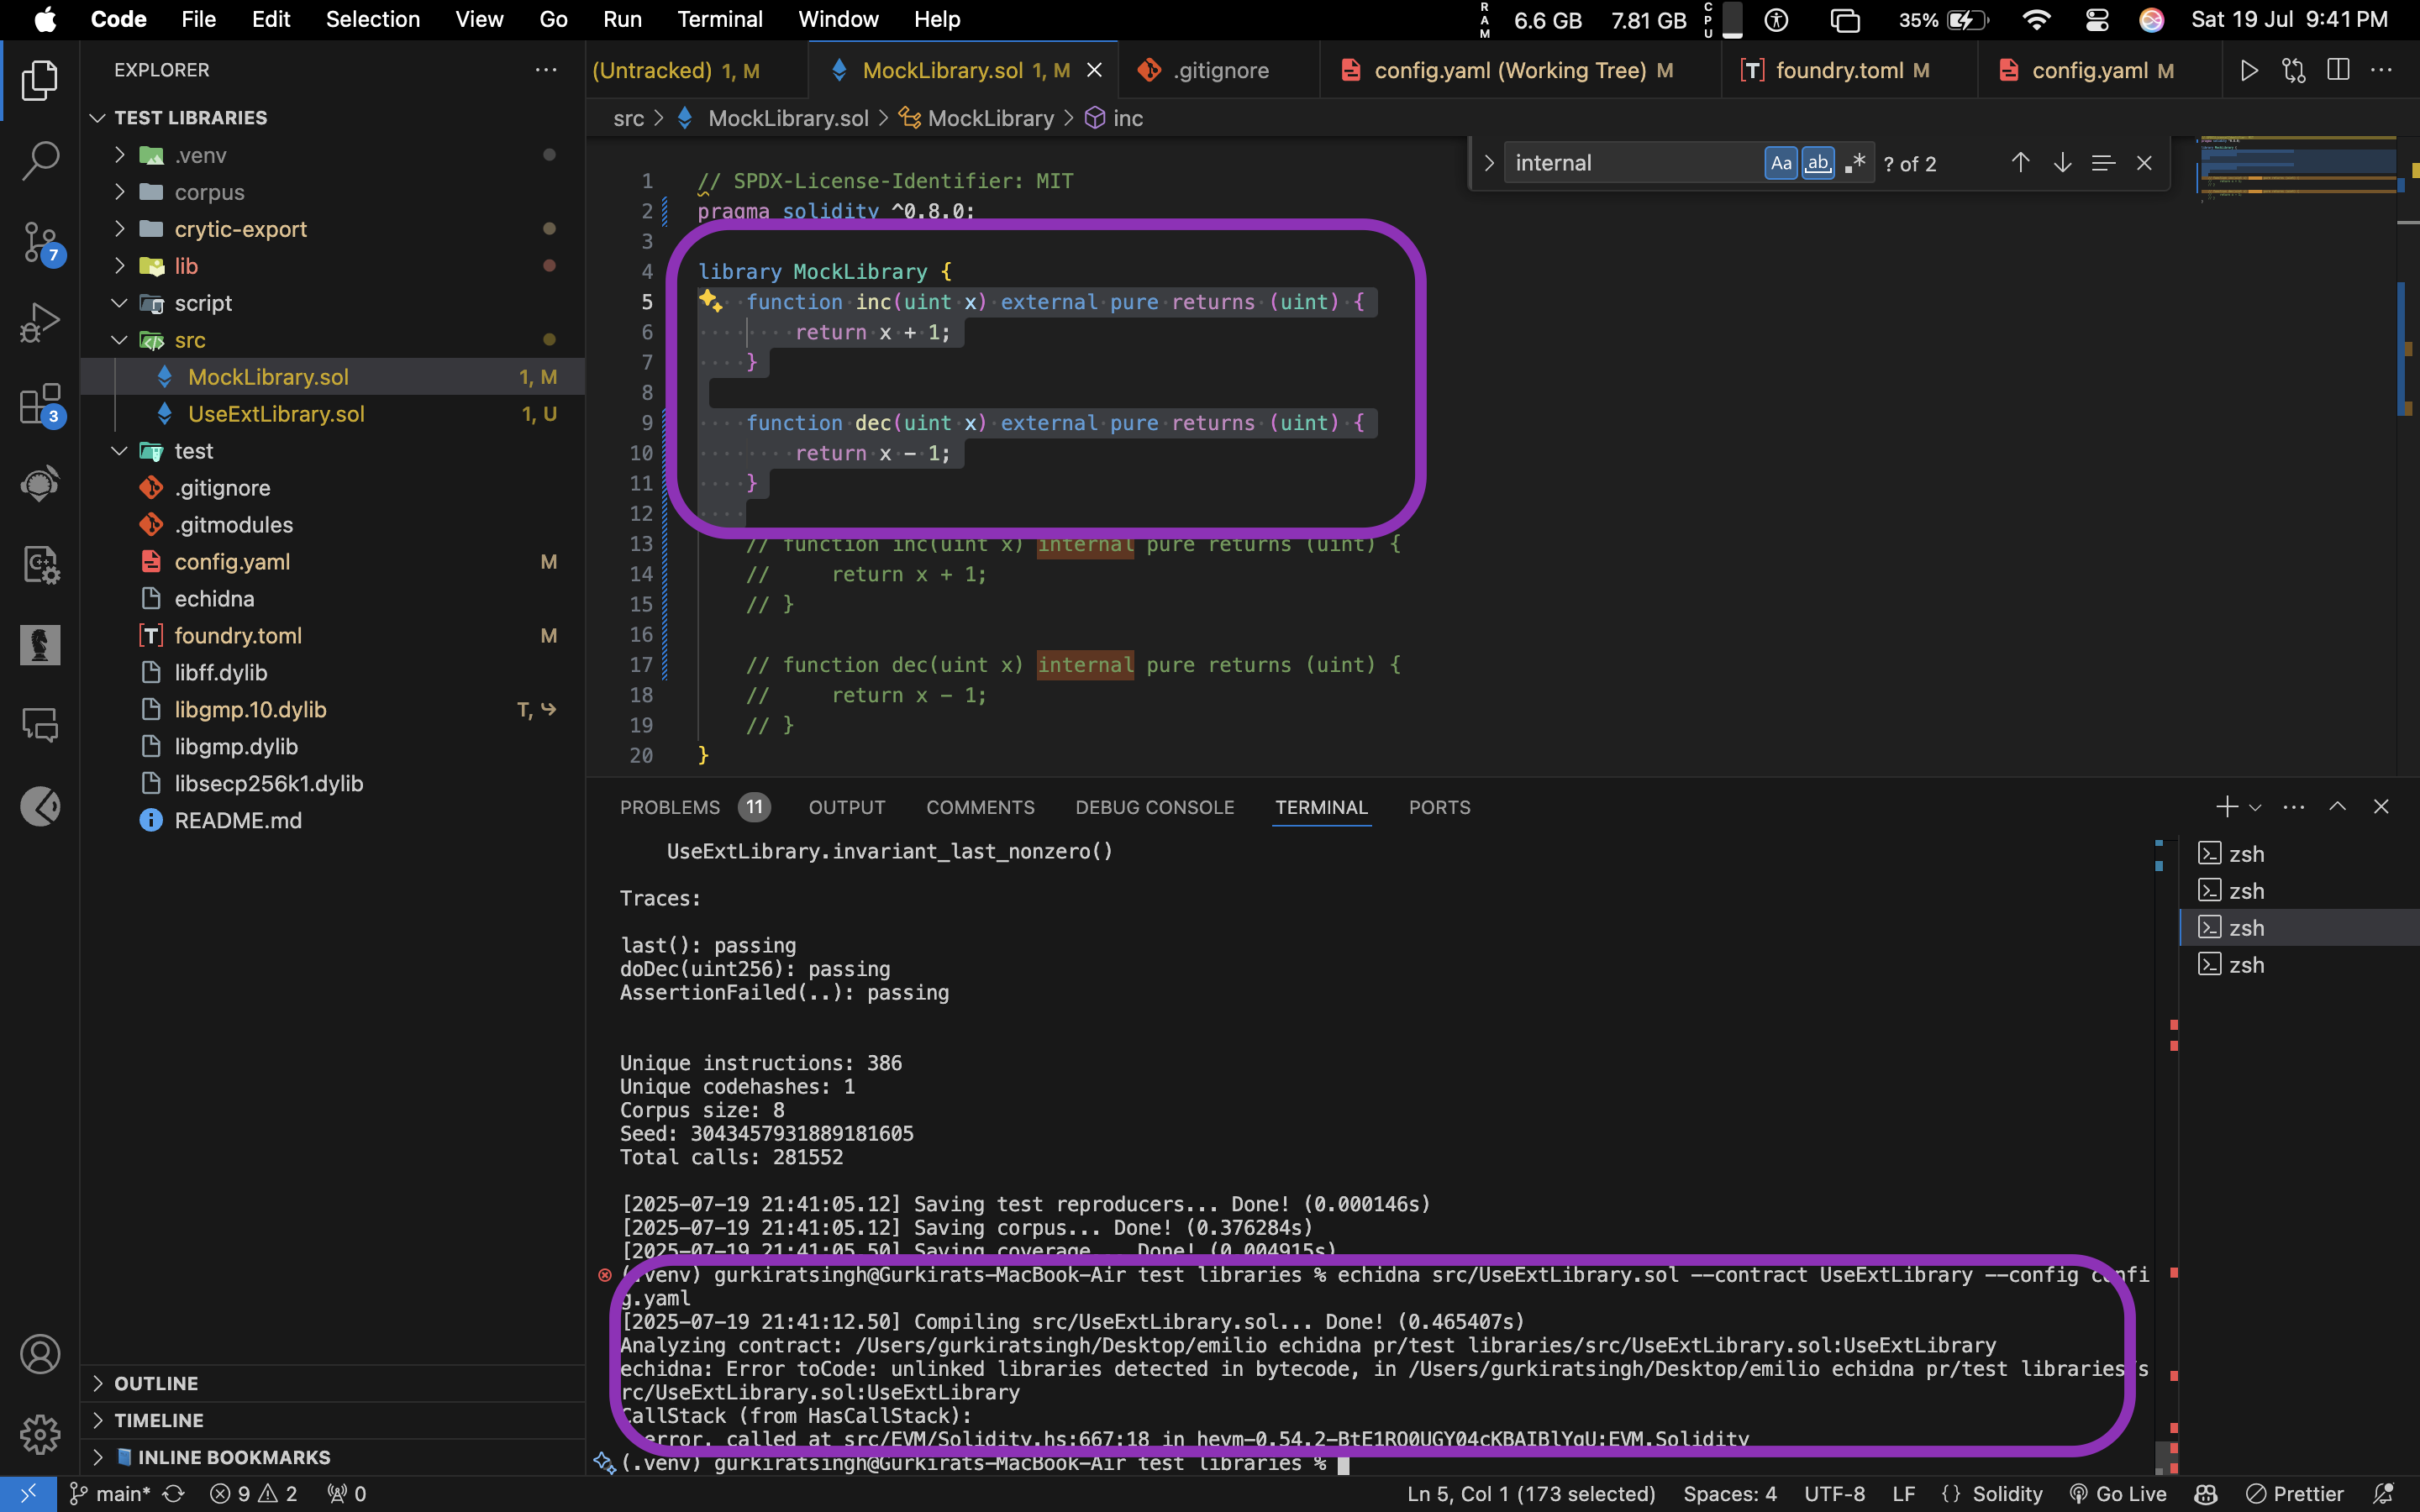 Code File Edit Selection View Go Run Terminal Window Help
RAM 6.6 GB 7.81 GB CPU 35% Sat 19 Jul 9:41 PM
EXPLORER
TEST LIBRARIES
.venv
corpus
crytic-export
lib
script
src
MockLibrary.sol 1, M
UseExtLibrary.sol 1, U
test
.gitignore
.gitmodules
config.yaml M
echidna
foundry.toml M
libff.dylib
libgmp.10.dylib T,
libgmp.dylib
libsecp256k1.dylib
README.md
OUTLINE
TIMELINE
INLINE BOOKMARKS
7
3
(Untracked) 1, M MockLibrary.sol 1, M .gitignore config.yaml (Working Tree) M foundry.toml M config.yaml M
src > MockLibrary.sol > MockLibrary > inc
internal Aa ab .* ? of 2
1 // SPDX-License-Identifier: MIT
2 pragma solidity ^0.8.0;
3
4 library MockLibrary {
5 function inc(uint x) external pure returns (uint) {
6 return x + 1;
7 }
8
9 function dec(uint x) external pure returns (uint) {
10 return x - 1;
11 }
12
13 // function inc(uint x) internal pure returns (uint) {
14 // return x + 1;
15 // }
16
17 // function dec(uint x) internal pure returns (uint) {
18 // return x - 1;
19 // }
20 }
PROBLEMS 11 OUTPUT COMMENTS DEBUG CONSOLE TERMINAL PORTS
UseExtLibrary.invariant_last_nonzero()
Traces:
last(): passing
doDec(uint256): passing
AssertionFailed(..): passing
Unique instructions: 386
Unique codehashes: 1
Corpus size: 8
Seed: 3043457931889181605
Total calls: 281552
[2025-07-19 21:41:05.12] Saving test reproducers... Done! (0.000146s)
[2025-07-19 21:41:05.12] Saving corpus... Done! (0.376284s)
[2025-07-19 21:41:05.50] Saving coverage... Done! (0.004915s)
(.venv) gurkiratsingh@Gurkirats-MacBook-Air test libraries % echidna src/UseExtLibrary.sol --contract UseExtLibrary --config confi
g.yaml
[2025-07-19 21:41:12.50] Compiling src/UseExtLibrary.sol... Done! (0.465407s)
Analyzing contract: /Users/gurkiratsingh/Desktop/emilio echidna pr/test libraries/src/UseExtLibrary.sol:UseExtLibrary
echidna: Error toCode: unlinked libraries detected in bytecode, in /Users/gurkiratsingh/Desktop/emilio echidna pr/test libraries/s
rc/UseExtLibrary.sol:UseExtLibrary
CallStack (from HasCallStack):
error, called at src/EVM/Solidity.hs:667:18 in
(.venv) gurkiratsingh@Gurkirats-MacBook-Air test libraries %
zsh
zsh
zsh
zsh
main* 9 2 0 Ln 5, Col 1 (173 selected) Spaces: 4 UTF-8 LF {} Solidity Go Live Prettier